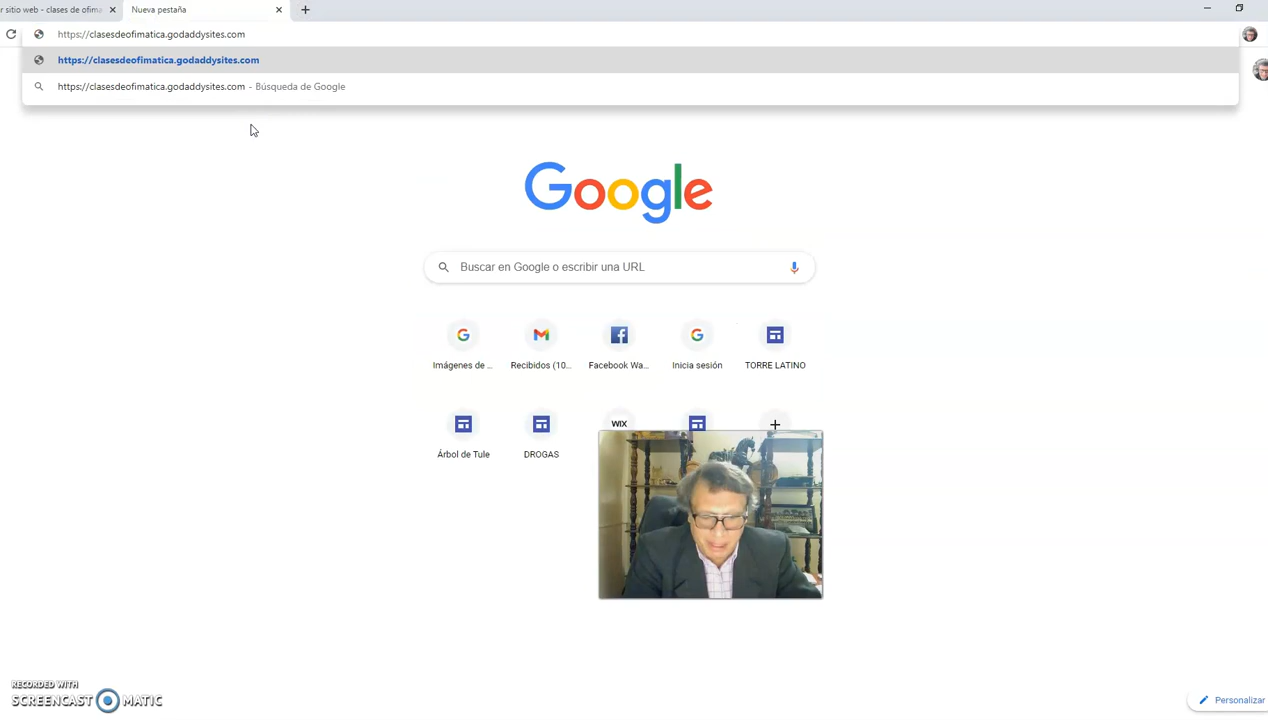 r sitio web - clases de ofima
Nueva pestaña
https://clasesdeofimatica.godaddysites.com
https://clasesdeofimatica.godaddysites.com
https://clasesdeofimatica.godaddysites.com - Búsqueda de Google
Google
Buscar en Google o escribir una URL
Imágenes de ...
Recibidos (10...
Facebook Wa...
Inicia sesión
TORRE LATINO
WIX
Árbol de Tule
DROGAS
RECORDED WITH
SCREENCAST MATIC
Personalizar